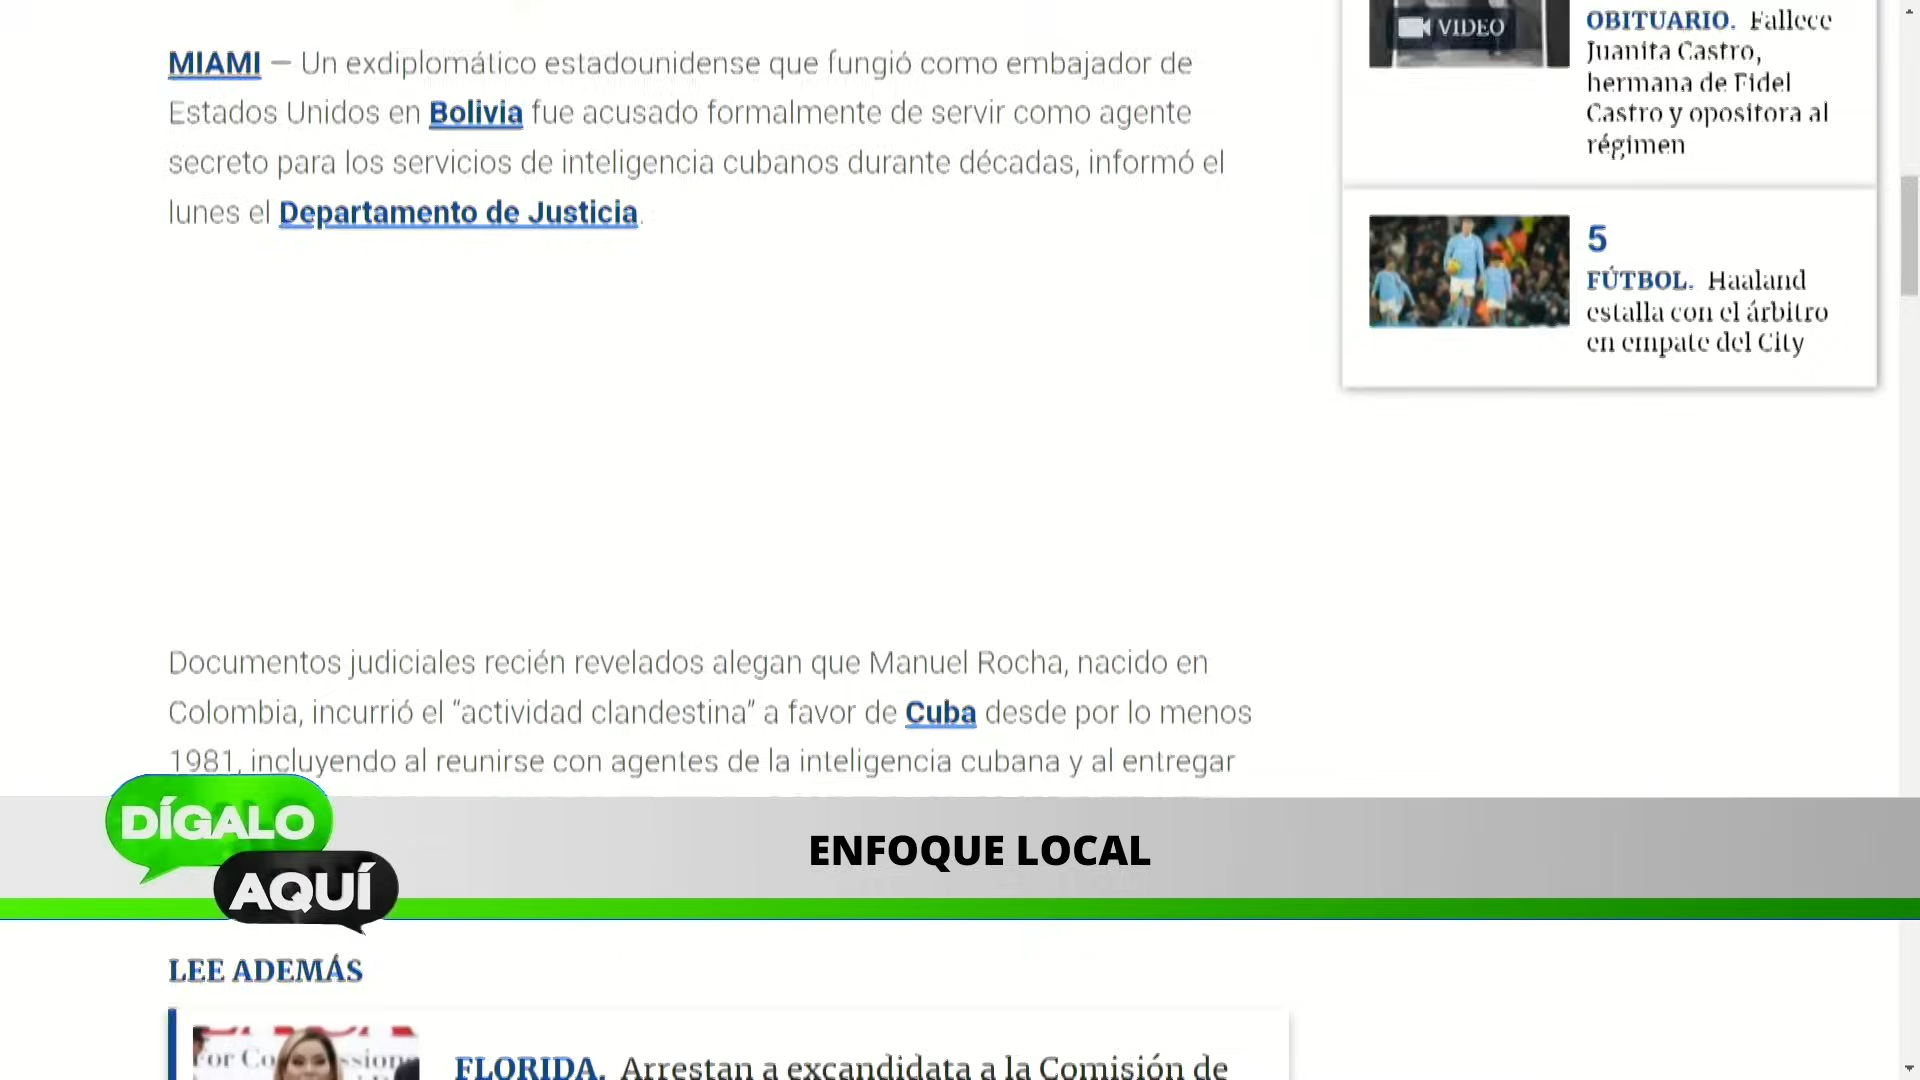 MIAMI — Un exdiplomático estadounidense que fungió como embajador de
Estados Unidos en Bolivia fue acusado formalmente de servir como agente
secreto para los servicios de inteligencia cubanos durante décadas, informó el
lunes el Departamento de Justicia.
VIDEO
OBITUARIO. Fallece
Juanita Castro,
hermana de Fidel
Castro y opositora al
régimen
5
FÚTBOL. Haaland
estalla con el árbitro
en empate del City
Documentos judiciales recién revelados alegan que Manuel Rocha, nacido en
Colombia, incurrió el “actividad clandestina” a favor de Cuba desde por lo menos
1981, incluyendo al reunirse con agentes de la inteligencia cubana y al entregar
DÍGALO
AQUÍ
ENFOQUE LOCAL
LEE ADEMÁS
FLORIDA. Arrestan a excandidata a la Comisión de